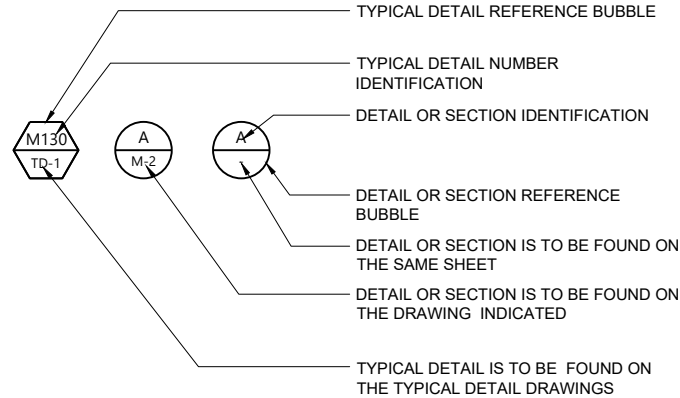 TYPICAL DETAIL REFERENCE BUBBLE
TYPICAL DETAIL NUMBER
IDENTIFICATION
DETAIL OR SECTION IDENTIFICATION
M130
TD-1
A
M-2
A
-
DETAIL OR SECTION REFERENCE
BUBBLE
DETAIL OR SECTION IS TO BE FOUND ON
THE SAME SHEET
DETAIL OR SECTION IS TO BE FOUND ON
THE DRAWING INDICATED
TYPICAL DETAIL IS TO BE FOUND ON
THE TYPICAL DETAIL DRAWINGS